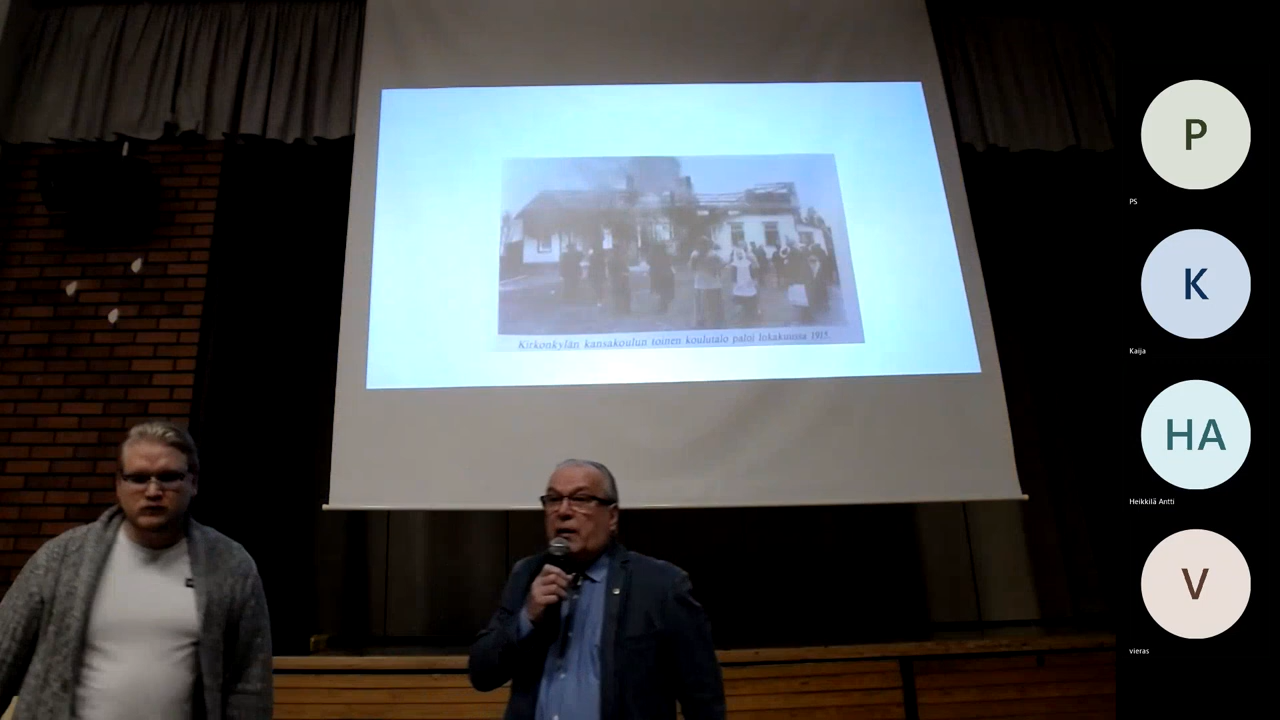 Kirkonkylän kansakoulun toinen koulutalo paloi lokakuussa 1915.
P
PS
K
Kaija
HA
Heikkilä Antti
V
vieras